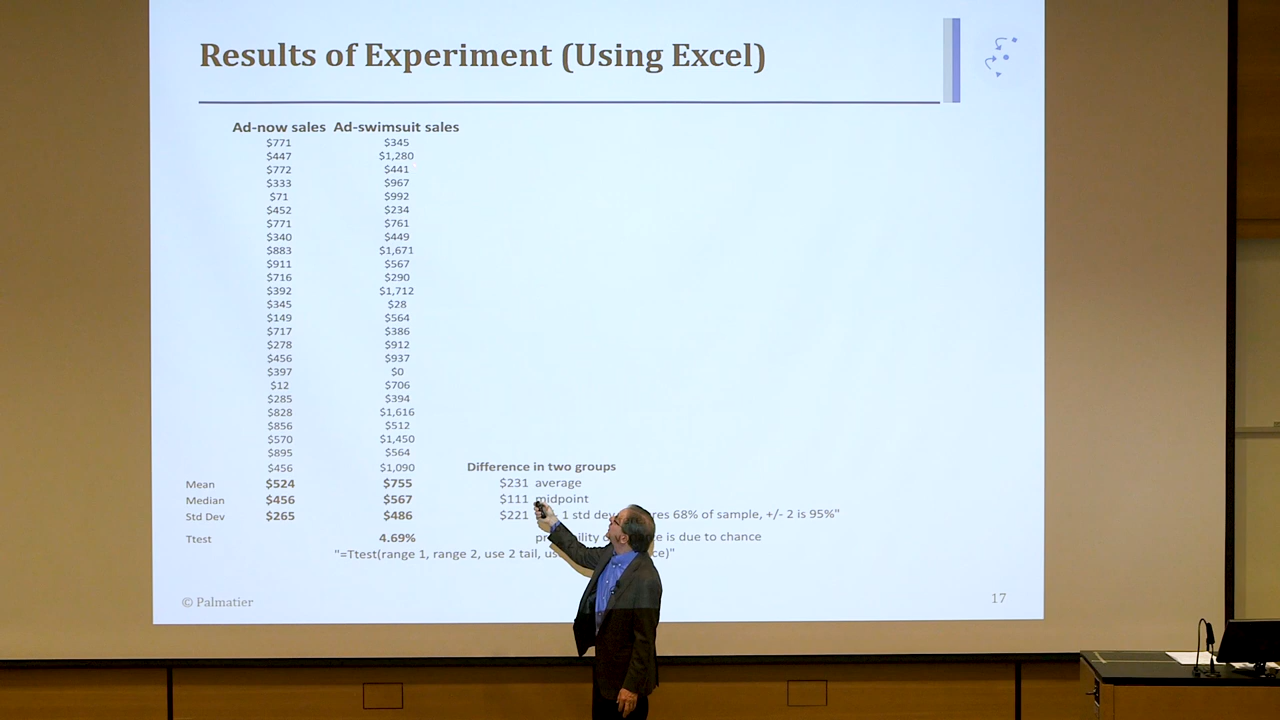 Results of Experiment (Using Excel)
Ad-now sales Ad-swimsuit sales
$771 $345
$447 $1,280
$772 $441
$333 $967
$71 $992
$452 $234
$771 $761
$340 $449
$883 $1,671
$911 $567
$716 $290
$392 $1,712
$345 $28
$149 $564
$717 $386
$278 $912
$456 $937
$397 $0
$12 $706
$285 $394
$828 $1,616
$856 $512
$570 $1,450
$895 $564
$456 $1,090 Difference in two groups
Mean $524 $755 $231 average
Median $456 $567 $111 midpoint
Std Dev $265 $486 $221 1 std dev 68% of sample, +/- 2 is 95%"
Ttest 4.69% is due to chance
"=Ttest(range 1, range 2, use 2 tail,
© Palmatier 17